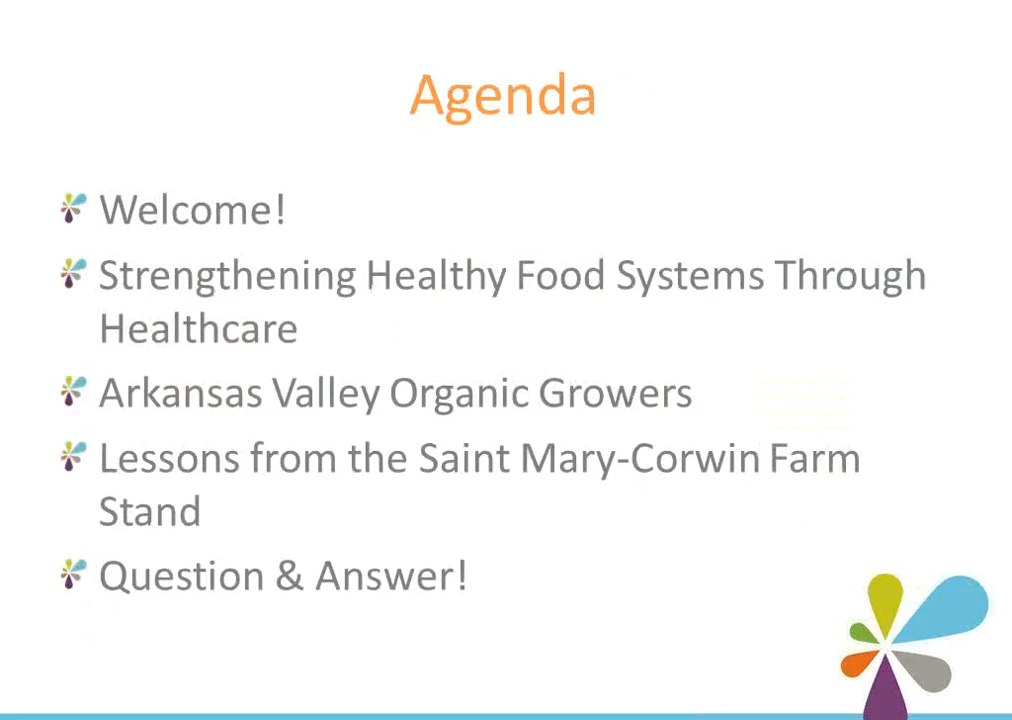 Agenda
Welcome!
Strengthening Healthy Food Systems Through
Healthcare
Arkansas Valley Organic Growers
Lessons from the Saint Mary-Corwin Farm
Stand
Question & Answer!